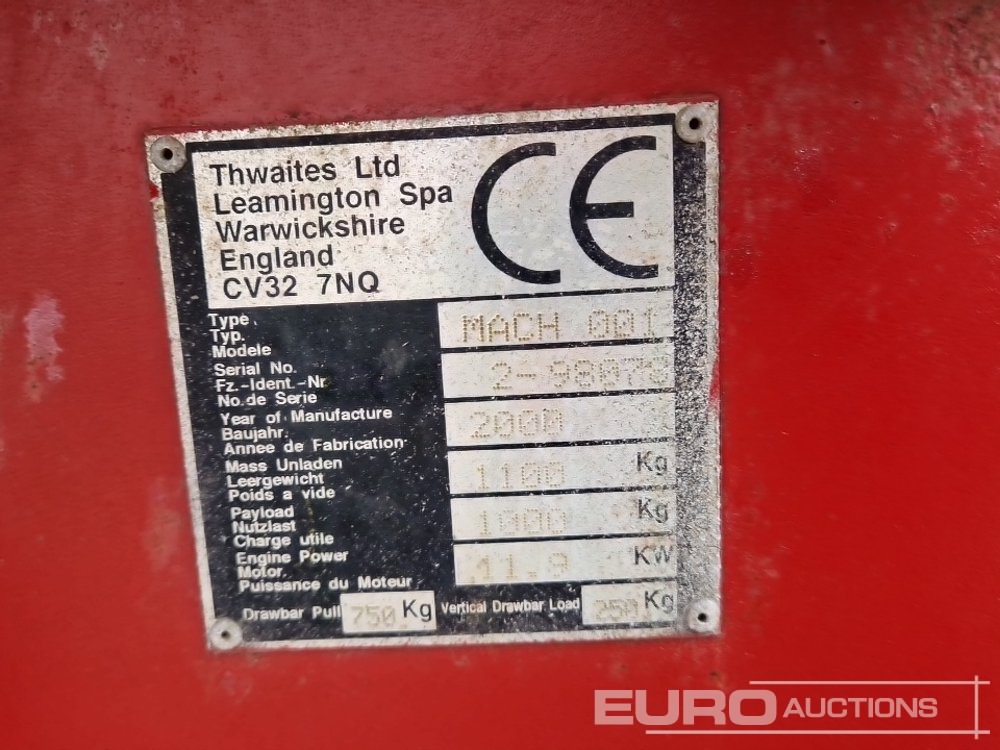 Thwaites Ltd
Leamington Spa
Warwickshire
England
CV32 7NQ
CE
Type
Typ.
Modele
MACH 001
Serial No.
Fz.-Ident.-Nr
No.de Serie
Year of Manufacture
Baujahr.
Annee de Fabrication
2000
Mass Unladen
Leergewicht
Poids a vide
1100 Kg
Payload
Nutzlast
Charge utile
1000 Kg
Engine Power
Motor.
Puissance du Moteur
11.9 KW
Drawbar Pull 750 Kg Vertical Drawbar Load 250 Kg
EURO AUCTIONS